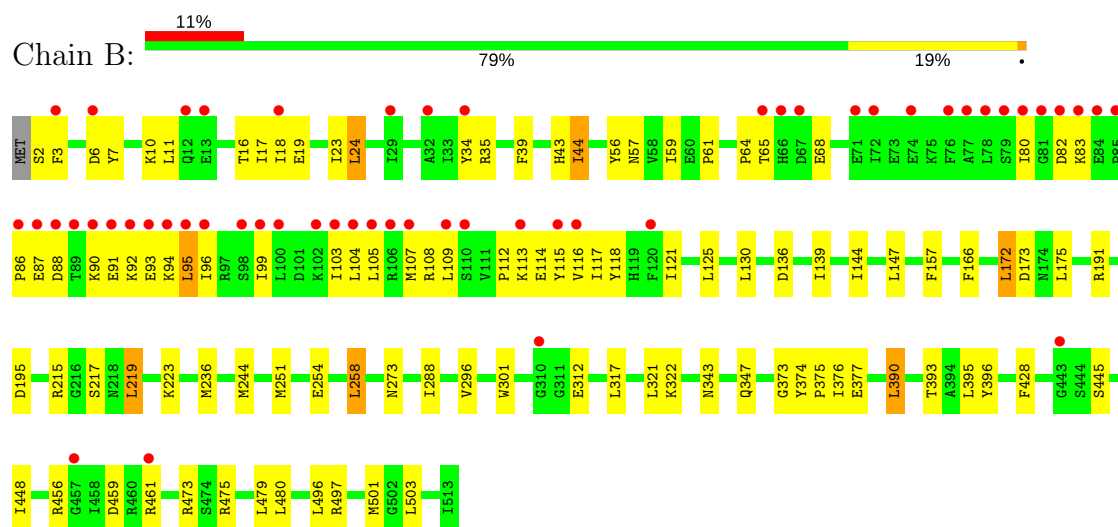 11%
Chain B:
79% 19% •
MET S2 F3 D6 Y7 K10 L11 Q12 E13 T16 I17 I18 E19 I23 L24 I29 A32 I33 Y34 R35 F39 H43 I44 Y56 N57 V58 I59 E60 P61 P64 T65 H66 D67 E68 E71 I72 E73 E74 K75 F76 A77 L78 S79 I80 G81 D82 K83 E84
P86 E87 D88 T89 K90 E91 K92 E93 K94 L95 I96 R97 S98 I99 L100 D101 K102 I103 L104 L105 R106 M107 R108 L109 S110 V111 P112 K113 E114 Y115 V116 I117 Y118 H119 F120 I121 L125 L130 D136 I139 I144 L147 F157 F166 L172 D173 N174 L175 R191
D195 R215 G216 S217 N218 L219 K223 M236 M244 M251 E254 L258 N273 I288 V296 W301 G310 G311 E312 L317 L321 K322 N343 Q347 G373 Y374 P375 I376 E377 L390 T393 A394 L395 Y396 F428 G443 S444 S445
I448 R456 G457 I458 D459 R460 R461 R473 S474 R475 L479 L480 L496 R497 M501 G502 L503 I513